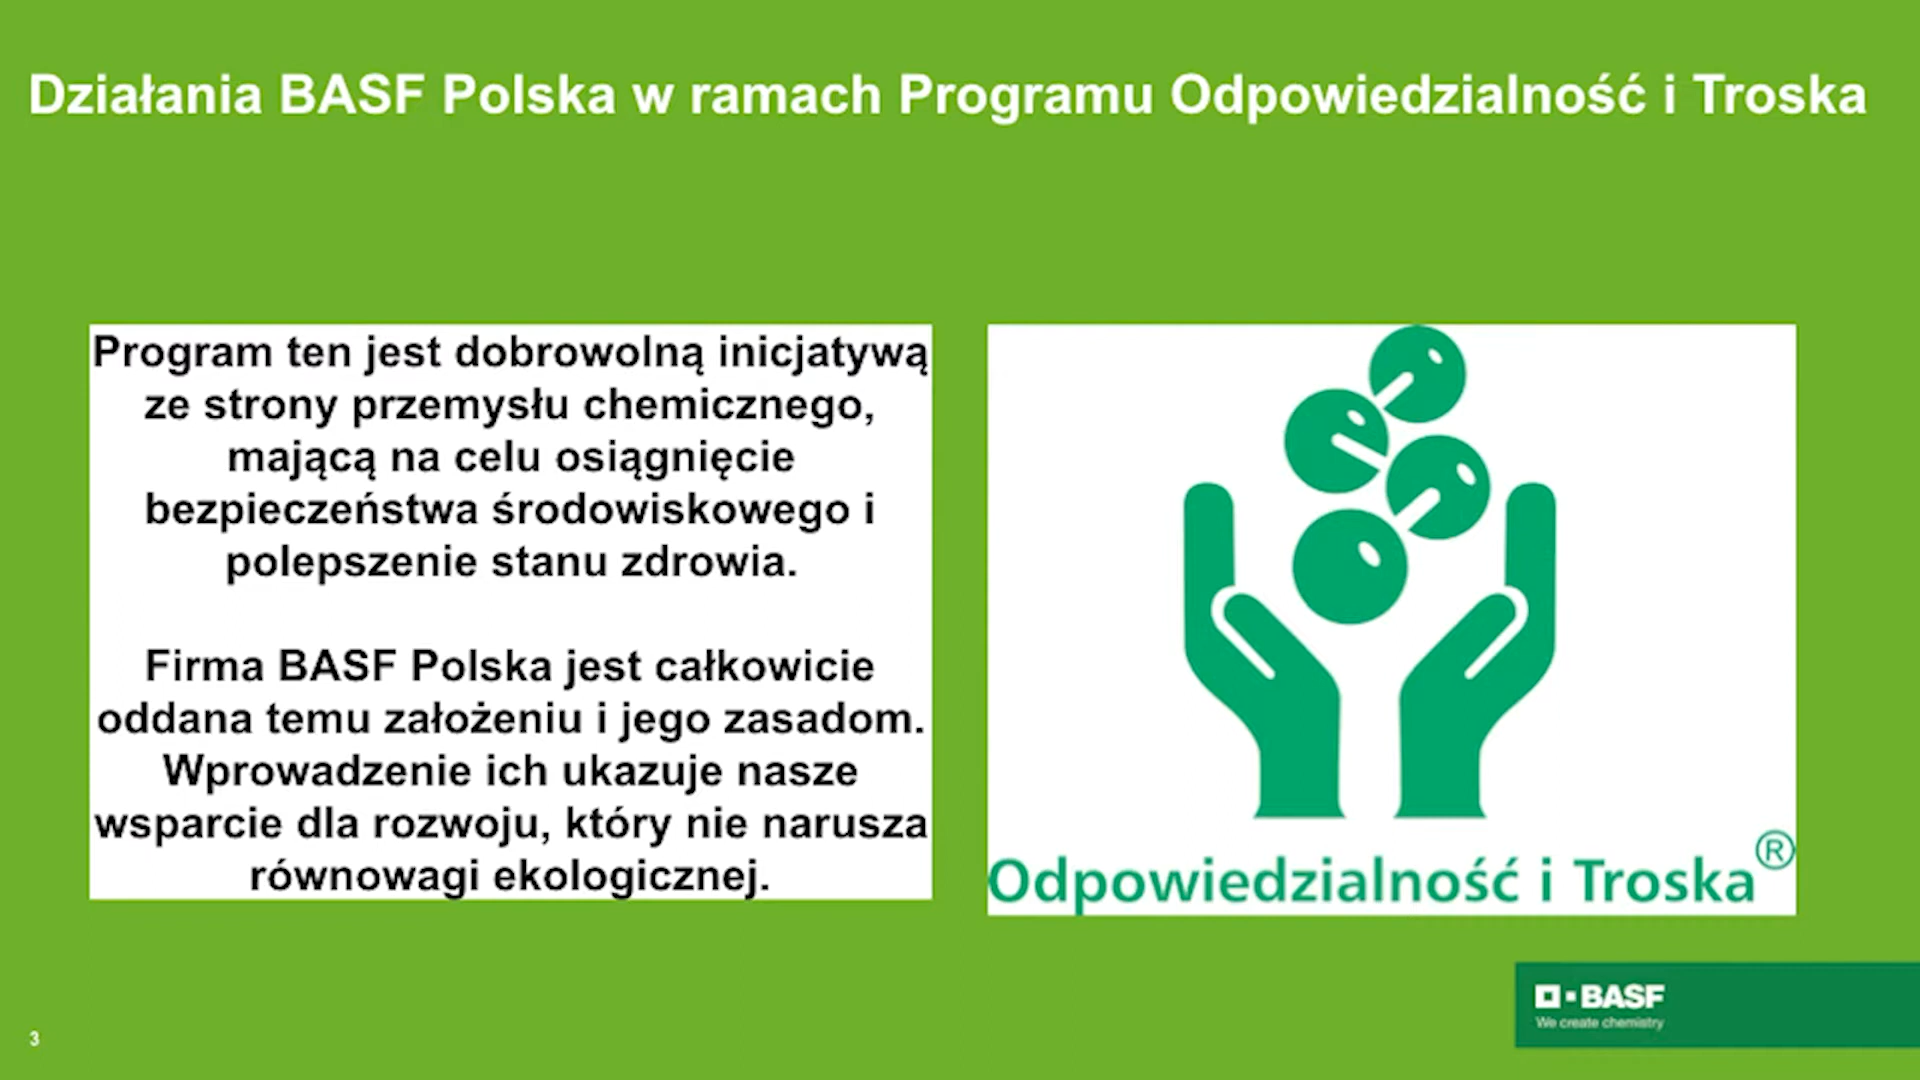 Działania BASF Polska w ramach Programu Odpowiedzialność i Troska
Program ten jest dobrowolną inicjatywą
ze strony przemysłu chemicznego,
mającą na celu osiągnięcie
bezpieczeństwa środowiskowego i
polepszenie stanu zdrowia.
Firma BASF Polska jest całkowicie
oddana temu założeniu i jego zasadom.
Wprowadzenie ich ukazuje nasze
wsparcie dla rozwoju, który nie narusza
równowagi ekologicznej.
Odpowiedzialność i Troska®
BASF
We create chemistry
3